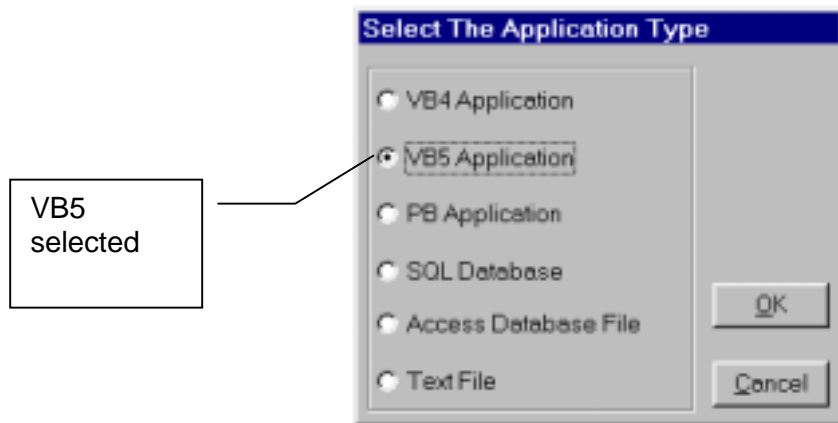 Select The Application Type
VB4 Application
VB5 Application
VB5
selected
PB Application
SQL Database
Access Database File
Text File
OK
Cancel